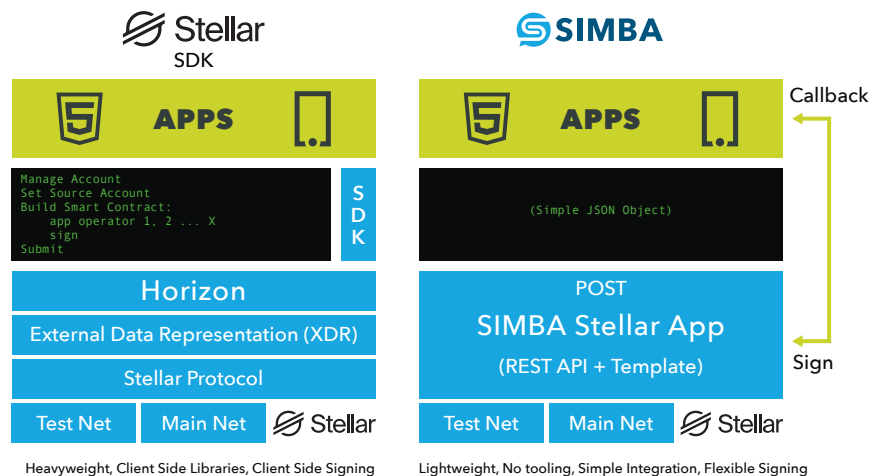 Stellar
SDK
APPS
Manage Account
Set Source Account
Build Smart Contract:
app operator 1, 2 ... X
sign
Submit
S
D
K
Horizon
External Data Representation (XDR)
Stellar Protocol
Test Net
Main Net
Stellar
Heavyweight, Client Side Libraries, Client Side Signing
SIMBA
APPS
Callback
(Simple JSON Object)
POST
SIMBA Stellar App
(REST API + Template)
Sign
Test Net
Main Net
Stellar
Lightweight, No tooling, Simple Integration, Flexible Signing